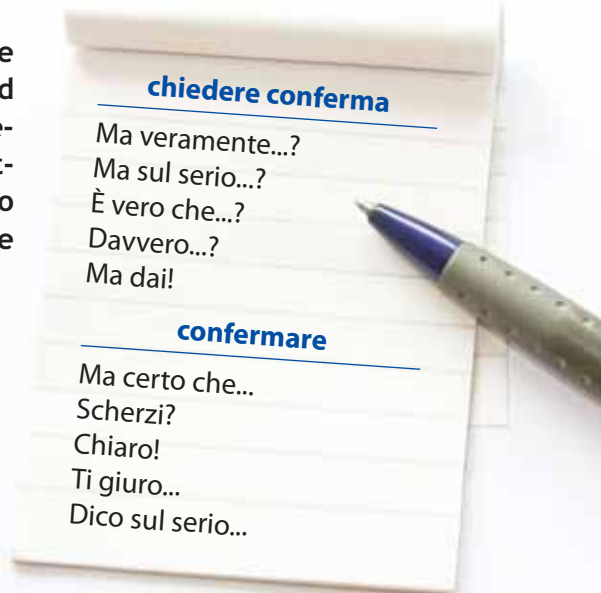 e
d
e-
t-
o
e
chiedere conferma
Ma veramente...?
Ma sul serio...?
È vero che...?
Davvero...?
Ma dai!
confermare
Ma certo che...
Scherzi?
Chiaro!
Ti giuro...
Dico sul serio...